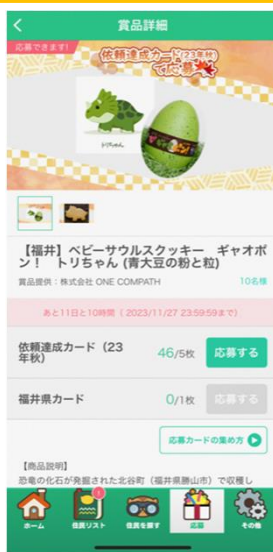 賞品詳細
応募できます!
依頼達成カード(23年秋)
でご応募
トリちゃん
【福井】ベビーサウルスクッキー ギャオポ
ン! トリちゃん (青大豆の粉と粒)
賞品提供:株式会社 ONE COMPATH 10名様
あと11日と10時間( 2023/11/27 23:59:59まで)
依頼達成カード(23
年秋)
46/5枚 応募する
福井県カード 0/1枚 応募する
応募カードの集め方
【商品説明】
恐竜の化石が発掘された北谷町(福井県勝山市)で収穫し
ホーム 住民リスト 住民を探す 応募 その他